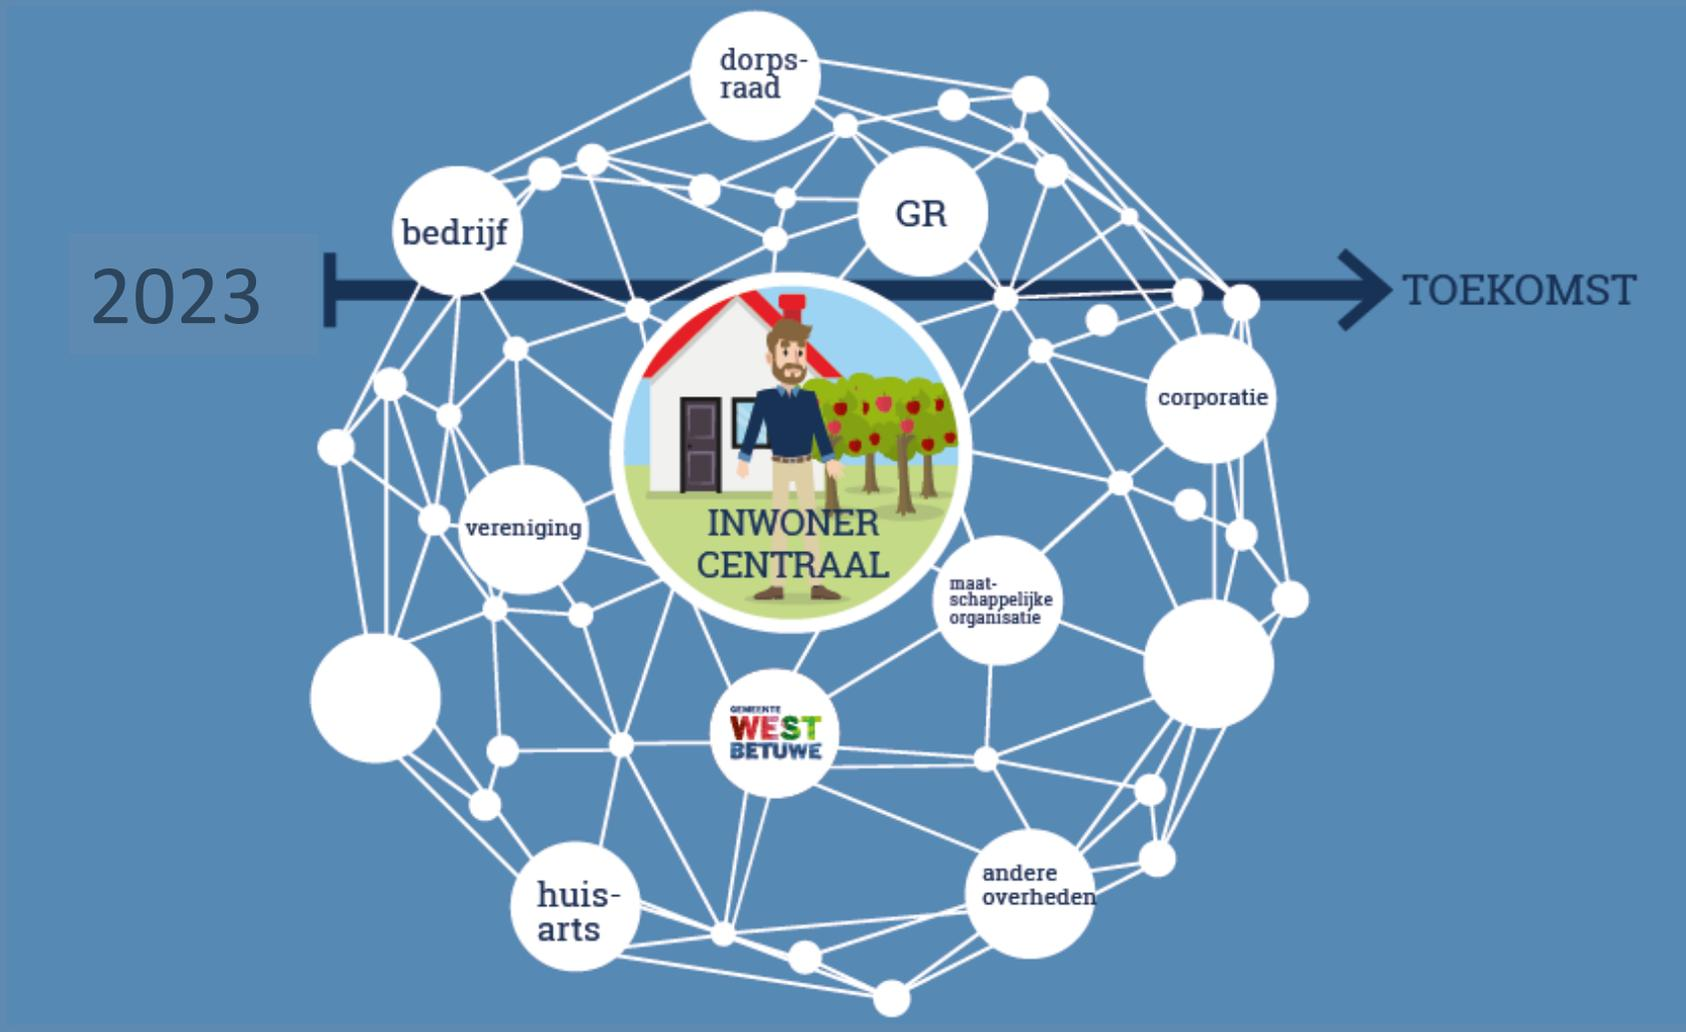 dorps-
raad
bedrijf
GR
2023
TOEKOMST
corporatie
vereniging
INWONER
CENTRAAL
maat-
schappelijke
organisatie
GEMEENTE
WEST
BETUWE
andere
overheden
huis-
arts